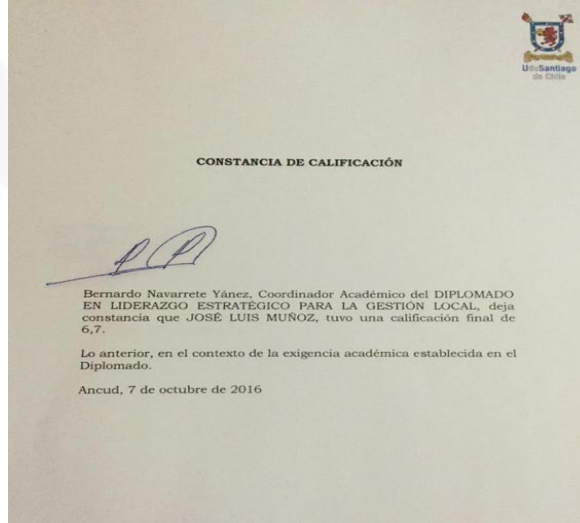 UdeSantiago
de Chile
CONSTANCIA DE CALIFICACIÓN
Bernardo Navarrete Yánez, Coordinador Académico del DIPLOMADO
EN LIDERAZGO ESTRATÉGICO PARA LA GESTIÓN LOCAL, deja
constancia que JOSÉ LUIS MUÑOZ, tuvo una calificación final de
6,7.
Lo anterior, en el contexto de la exigencia académica establecida en el
Diplomado.
Ancud, 7 de octubre de 2016